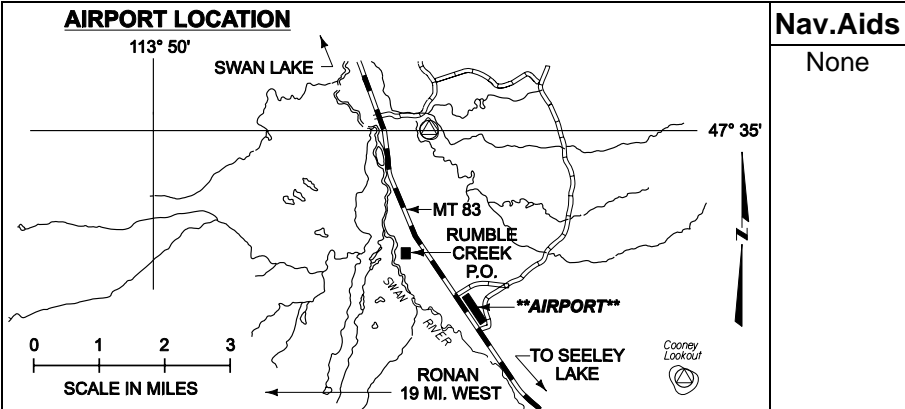 AIRPORT LOCATION
Nav.Aids
None
113° 50'
SWAN LAKE
47° 35'
MT 83
RUMBLE
CREEK
P.O.
N
SWAN
RIVER
**AIRPORT**
0 1 2 3
SCALE IN MILES
TO SEELEY
LAKE
RONAN
19 MI. WEST
Cooney
Lookout